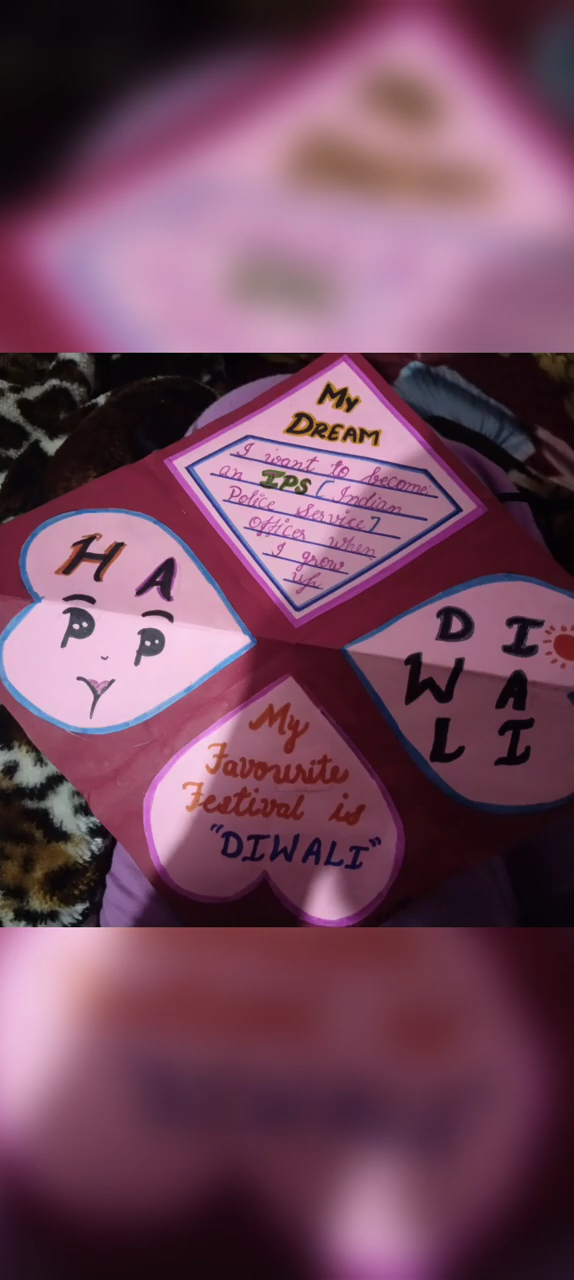 My
DREAM
I want to become
an IPS (Indian
Police Service)
officer when
I grow
up
H A
P P
Y
D I
W A
L I
My
Favourite
Festival is
"DIWALI"